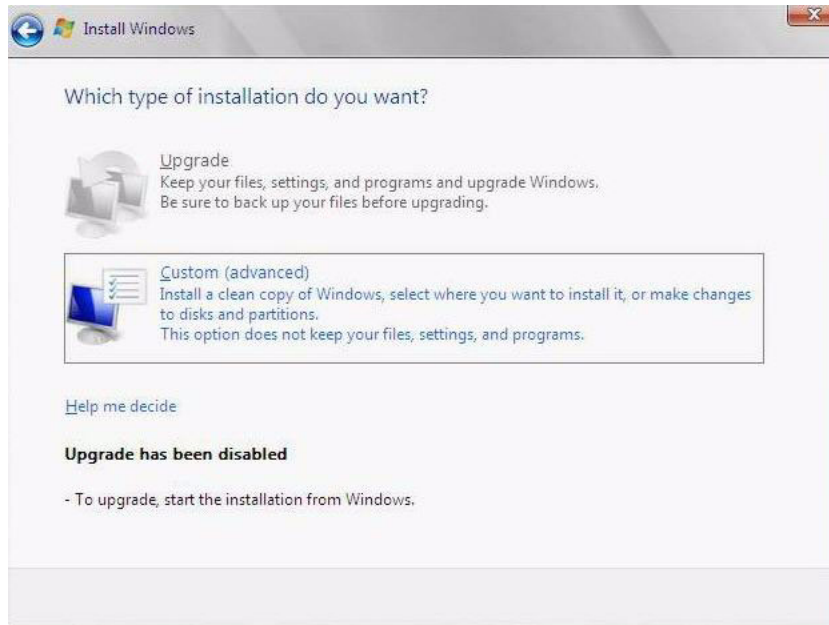 Install Windows
Which type of installation do you want?
Upgrade
Keep your files, settings, and programs and upgrade Windows.
Be sure to back up your files before upgrading.
Custom (advanced)
Install a clean copy of Windows, select where you want to install it, or make changes
to disks and partitions.
This option does not keep your files, settings, and programs.
Help me decide
Upgrade has been disabled
- To upgrade, start the installation from Windows.